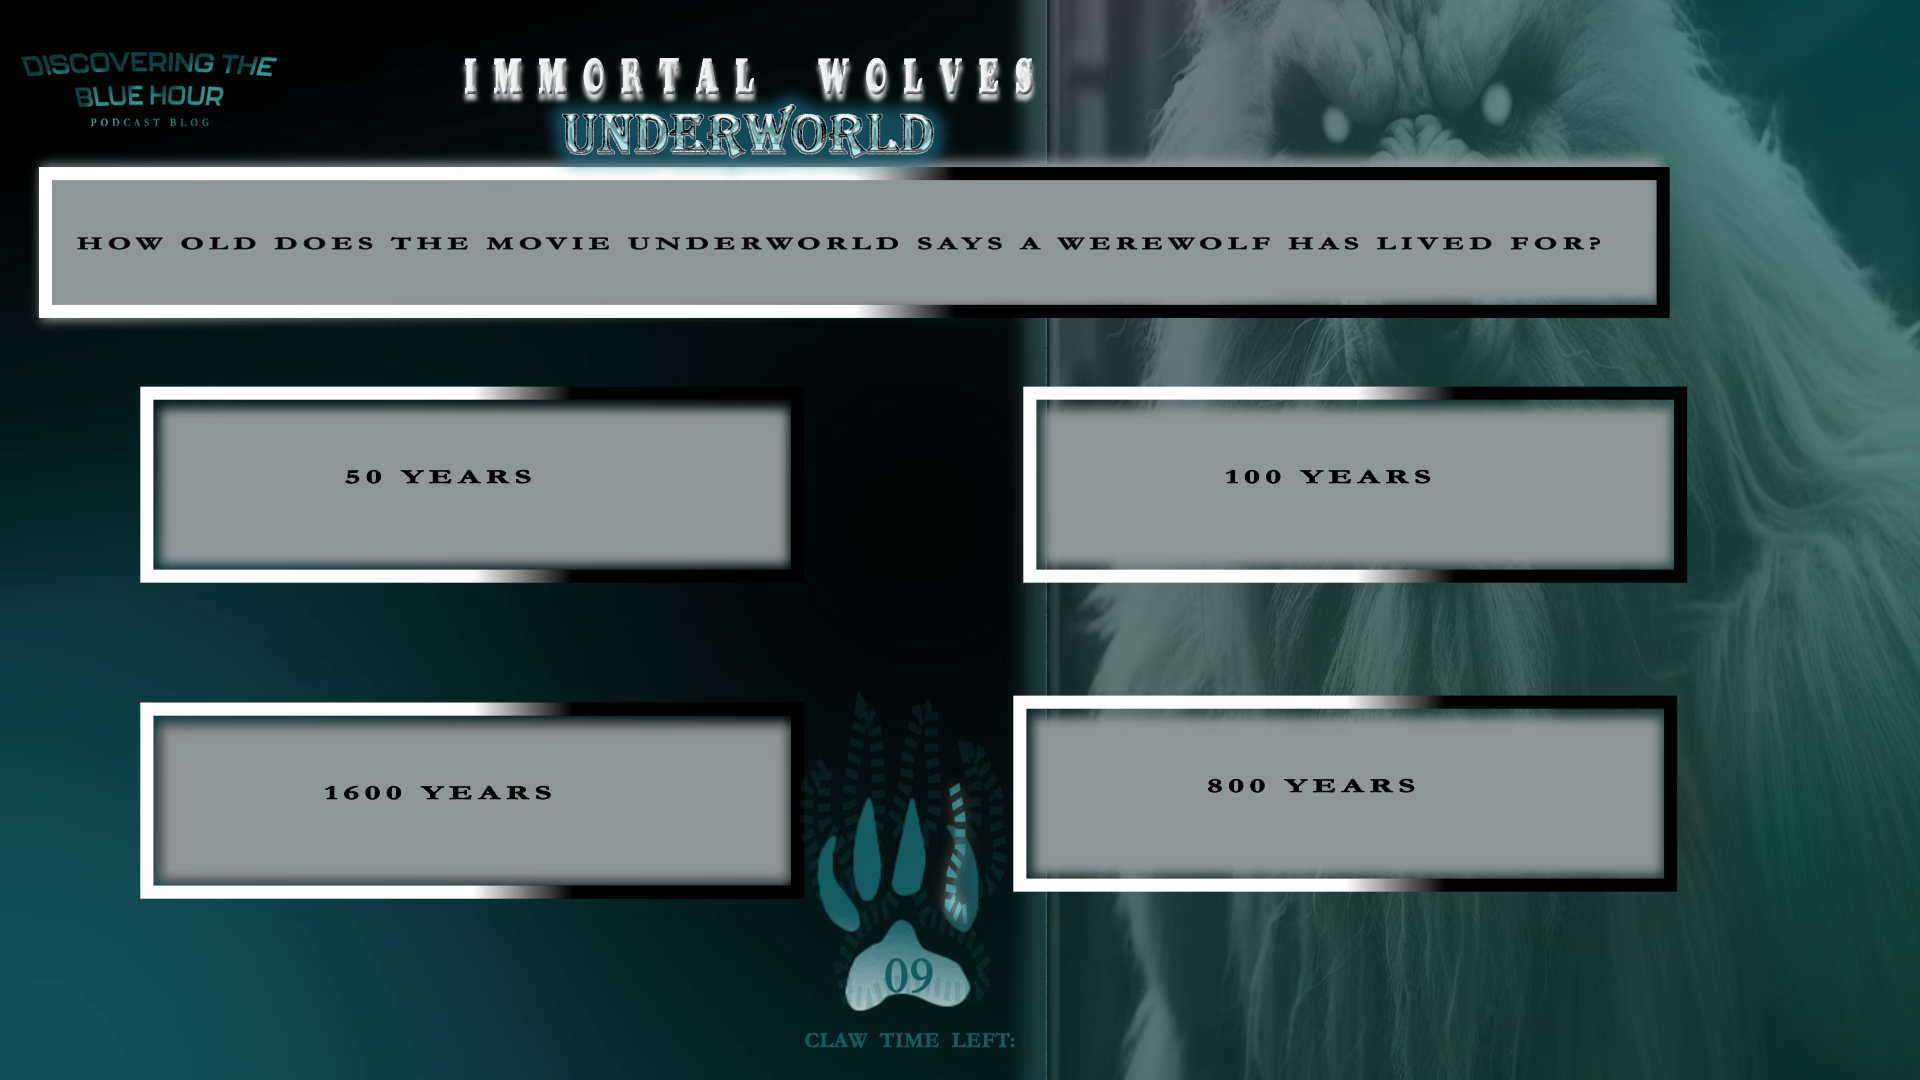 DISCOVERING THE
BLUE HOUR
PODCAST BLOG
IMMORTAL WOLVES
UNDERWORLD
HOW OLD DOES THE MOVIE UNDERWORLD SAYS A WEREWOLF HAS LIVED FOR?
50 YEARS
100 YEARS
1600 YEARS
800 YEARS
09
CLAW TIME LEFT: